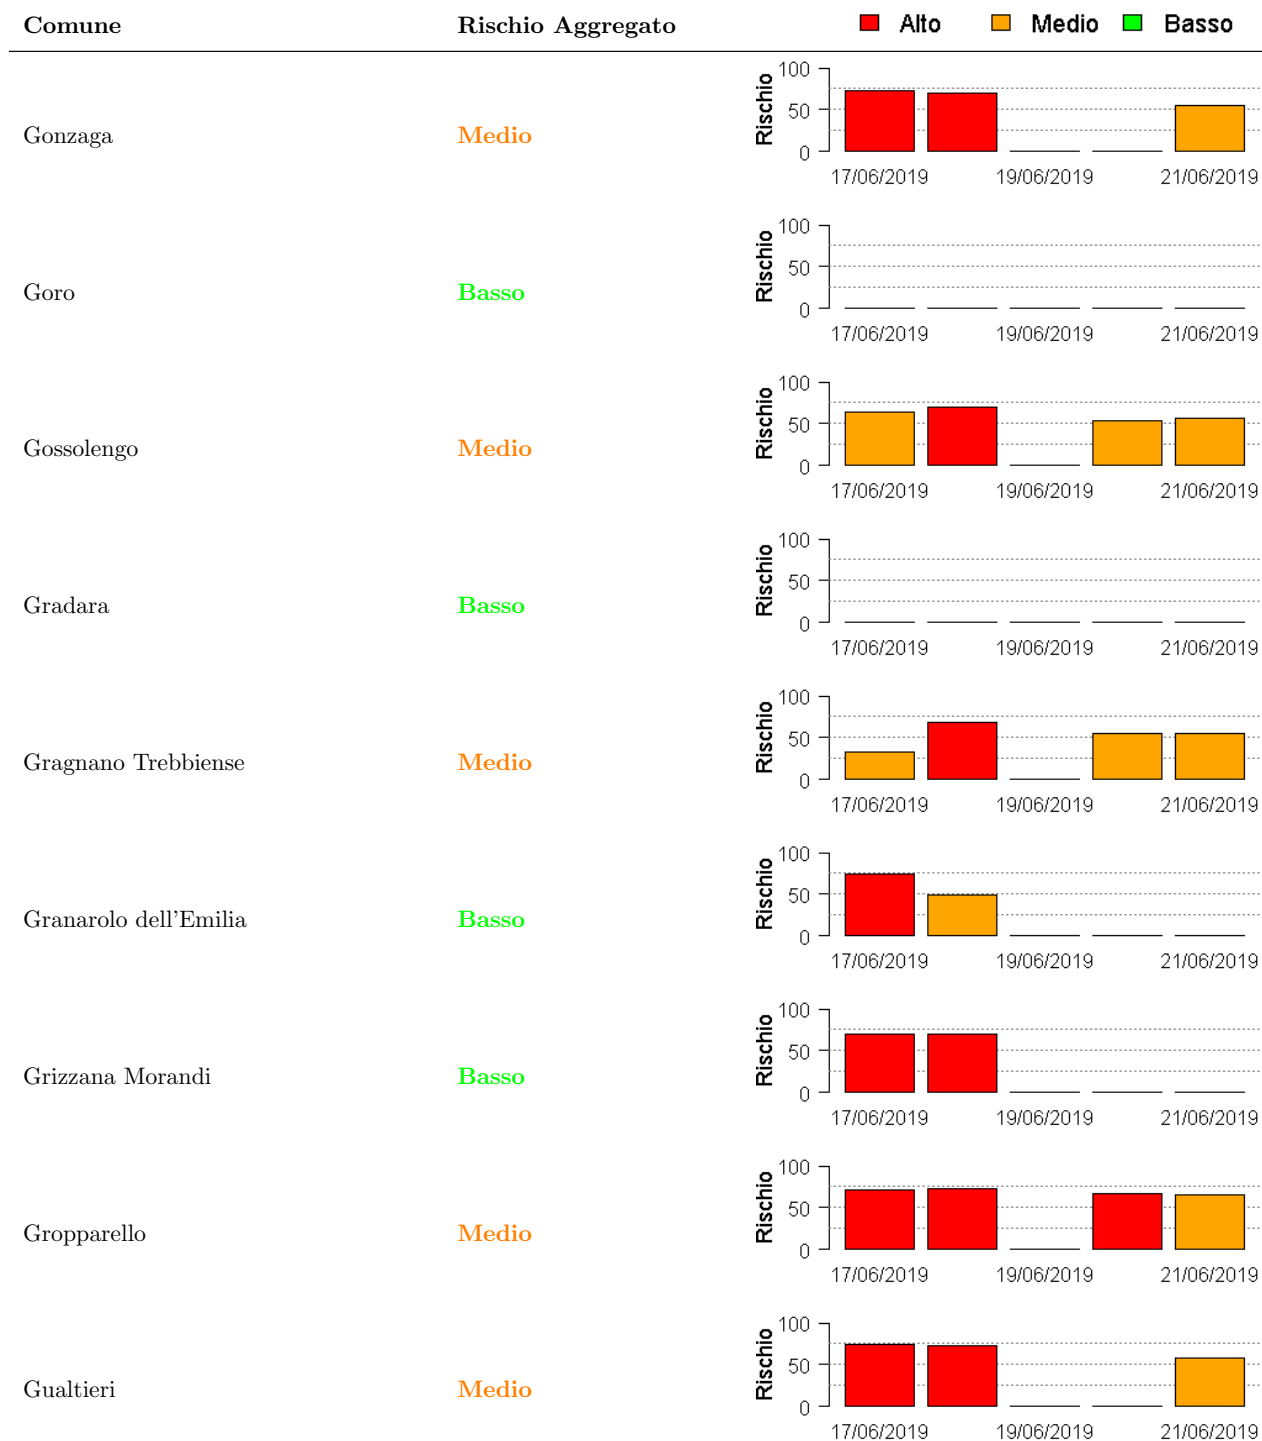 Comune Rischio Aggregato Alto Medio Basso
Gonzaga Medio
Rischio
100
50
0
17/06/2019 19/06/2019 21/06/2019
Goro Basso
Rischio
100
50
0
17/06/2019 19/06/2019 21/06/2019
Gossolengo Medio
Rischio
100
50
0
17/06/2019 19/06/2019 21/06/2019
Gradara Basso
Rischio
100
50
0
17/06/2019 19/06/2019 21/06/2019
Gragnano Trebbiense Medio
Rischio
100
50
0
17/06/2019 19/06/2019 21/06/2019
Granarolo dell'Emilia Basso
Rischio
100
50
0
17/06/2019 19/06/2019 21/06/2019
Grizzana Morandi Basso
Rischio
100
50
0
17/06/2019 19/06/2019 21/06/2019
Gropparello Medio
Rischio
100
50
0
17/06/2019 19/06/2019 21/06/2019
Gualtieri Medio
Rischio
100
50
0
17/06/2019 19/06/2019 21/06/2019